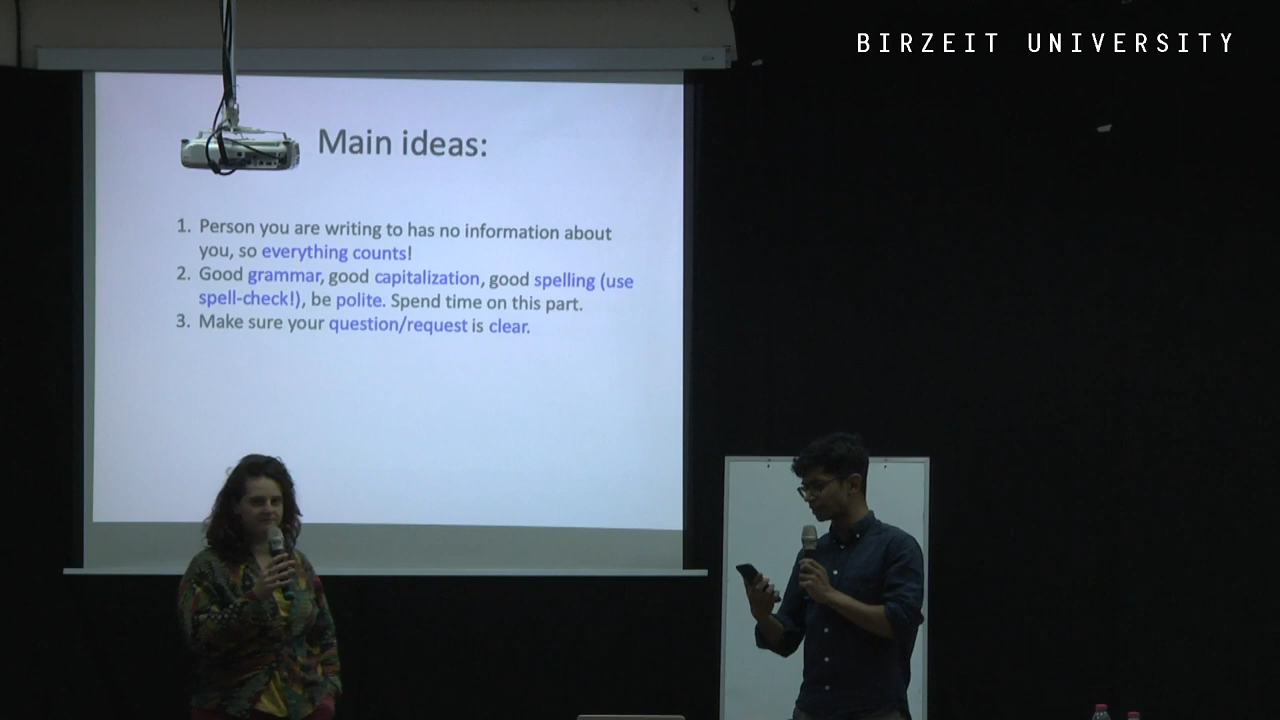 BIRZEIT UNIVERSITY
Main ideas:
1. Person you are writing to has no information about
you, so everything counts!
2. Good grammar, good capitalization, good spelling (use
spell-check!), be polite. Spend time on this part.
3. Make sure your question/request is clear.